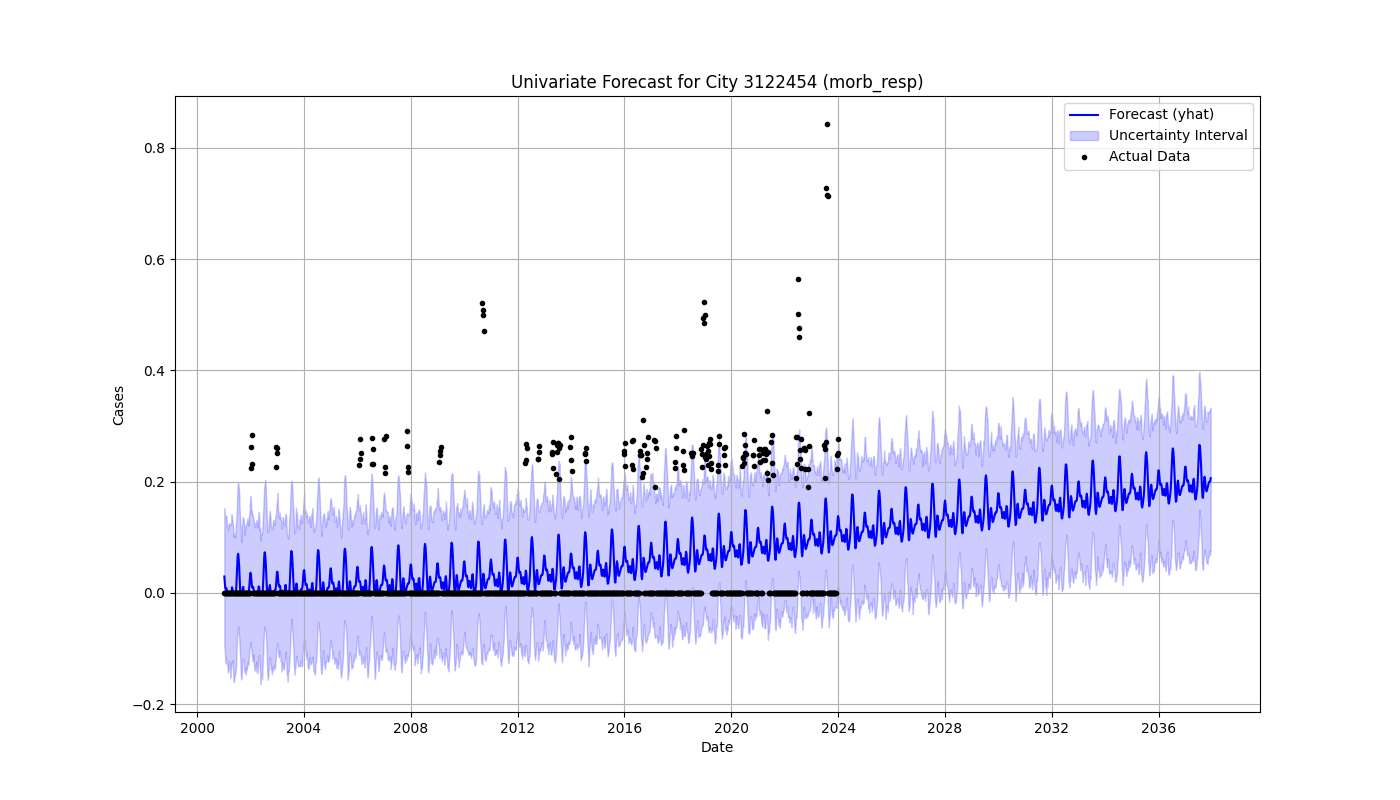 Univariate Forecast for City 3122454 (morb_resp)
Forecast (yhat)
Uncertainty Interval
Actual Data
Cases
0.8
0.6
0.4
0.2
0.0
−0.2
2000 2004 2008 2012 2016 2020 2024 2028 2032 2036
Date